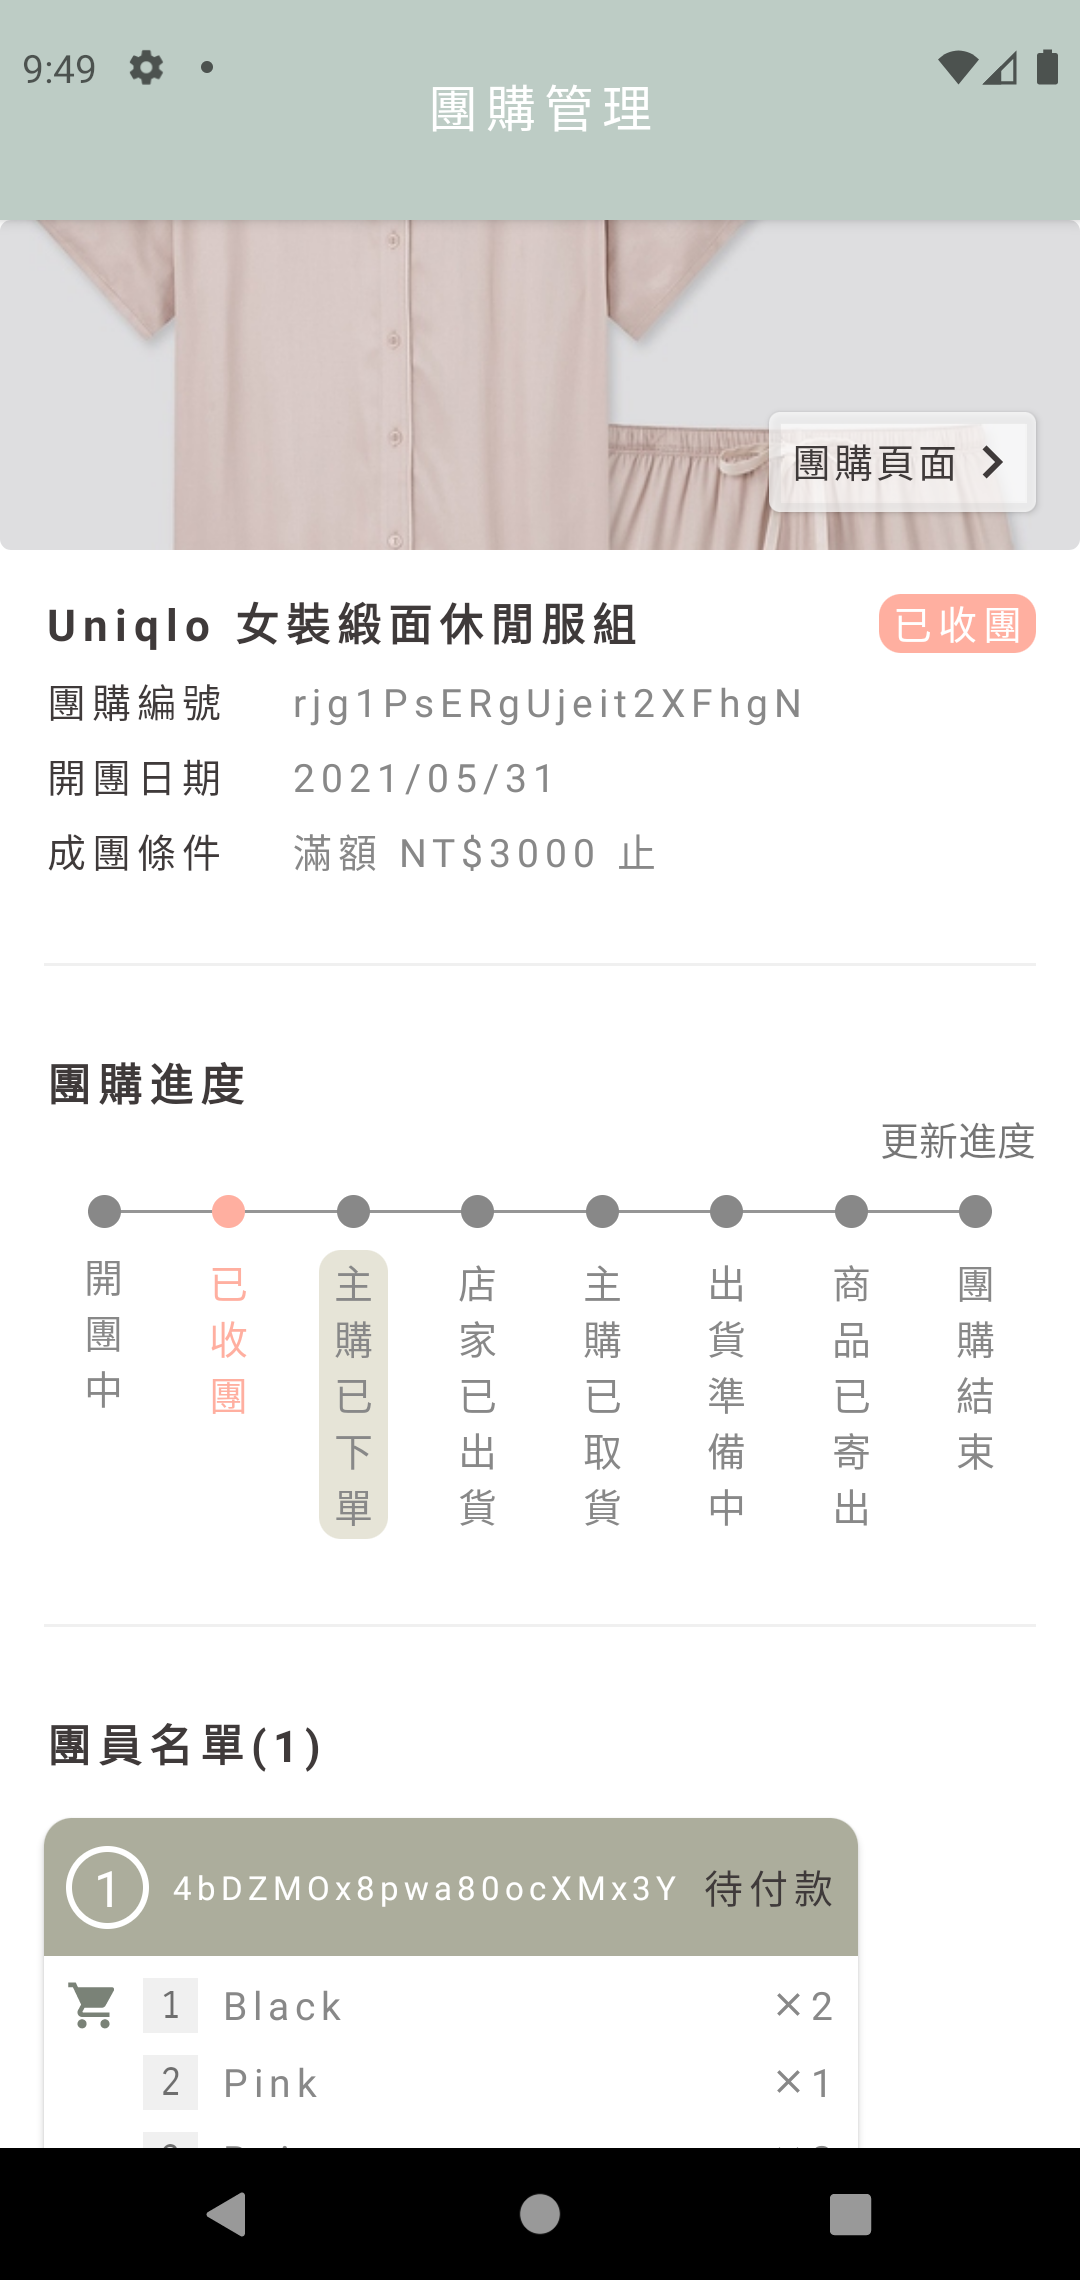 9:49
團購管理
團購頁面
Uniqlo 女裝緞面休閒服組
已收團
團購編號 rjg1PsERgUjeit2XFhgN
開團日期 2021/05/31
成團條件 滿額 NT$3000 止
團購進度
更新進度
開團中
已收團
主購已下單
店家已出貨
主購已取貨
出貨準備中
商品已寄出
團購結束
團員名單(1)
1 4bDZMOx8pwa80ocXMx3Y 待付款
1 Black ×2
2 Pink ×1